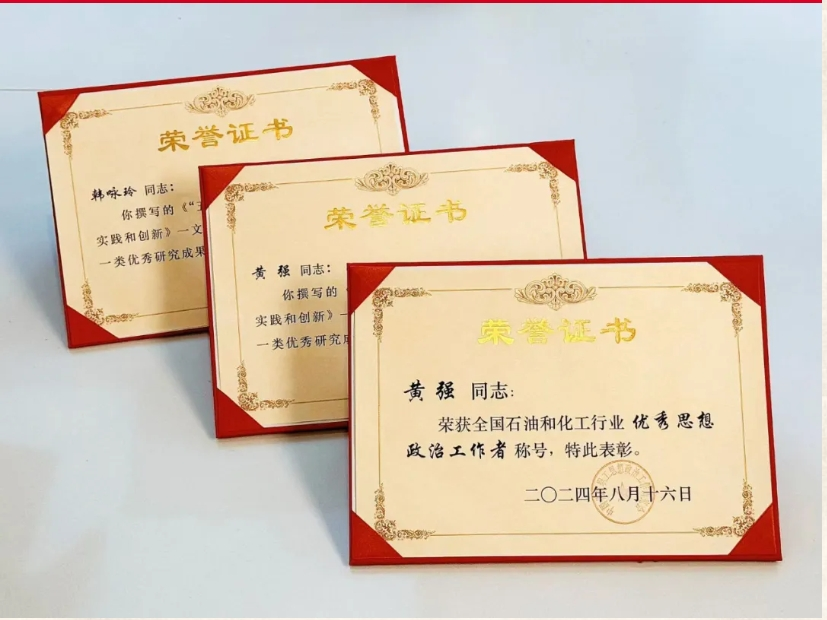 荣誉证书
韩咏玲 同志：
你撰写的《“
实践和创新》一文
一类优秀研究成果
荣誉证书
黄强 同志：
你撰写的
实践和创新》一
一类优秀研究
荣誉证书
黄强 同志：
荣获全国石油和化工行业 优秀思想
政治工作者 称号，特此表彰。
二〇二四年八月十六日